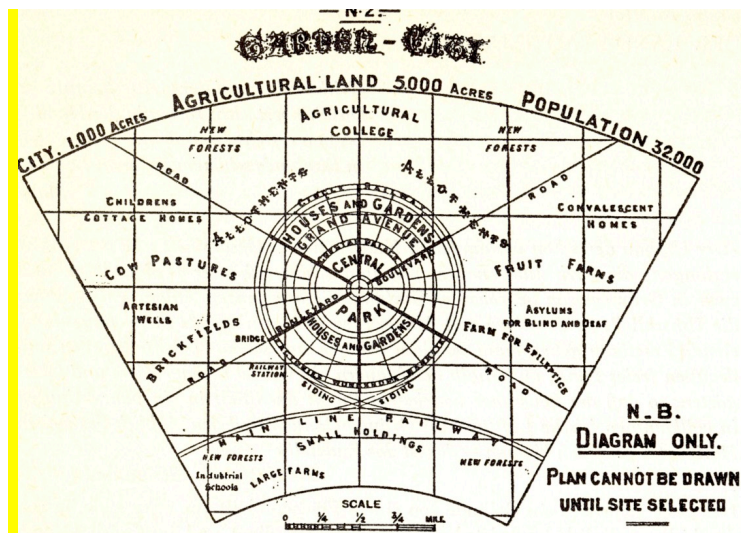 — N·2.—
GARDEN-CITY
CITY. 1,000 ACRES AGRICULTURAL LAND 5.000 ACRES POPULATION 32.000
AGRICULTURAL
COLLEGE
NEW
FORESTS
NEW
FORESTS
ROAD
ROAD
ALLOTMENTS
ALLOTMENTS
CIRCLE RAILWAY
CHILDRENS
COTTAGE HOMES
CONVALESCENT
HOMES
HOUSES AND GARDENS
GRAND AVENUE
CRYSTAL PALACE
CENTRAL
PARK
BOULEVARD
BOULEVARD
COW PASTURES
FRUIT FARMS
ARTESIAN
WELLS
ASYLUMS
FOR BLIND AND DEAF
BRICKFIELDS
BRIDGE
HOUSES AND GARDENS
FARM FOR EPILEPTICS
ROAD
ROAD
RAILWAY
STATION.
SIDING
SIDING
MAIN LINE RAILWAY
SMALL HOLDINGS
NEW FORESTS
NEW FORESTS
Industrial
Schools
LARGE FARMS
N_B.
DIAGRAM ONLY.
PLAN CANNOT BE DRAWN
UNTIL SITE SELECTED
SCALE
0 ¼ ½ ¾ MILE.